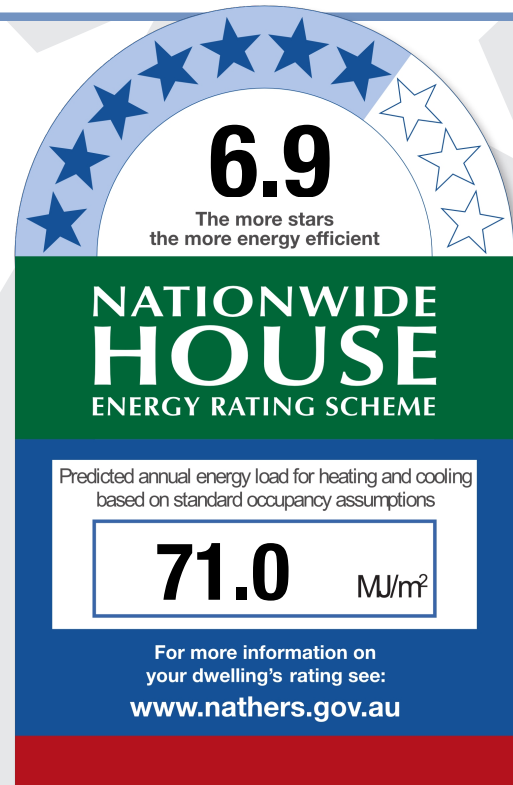 6.9
The more stars
the more energy efficient
NATIONWIDE
HOUSE
ENERGY RATING SCHEME
Predicted annual energy load for heating and cooling
based on standard occupancy assumptions
71.0 MJ/m²
For more information on
your dwelling's rating see:
www.nathers.gov.au